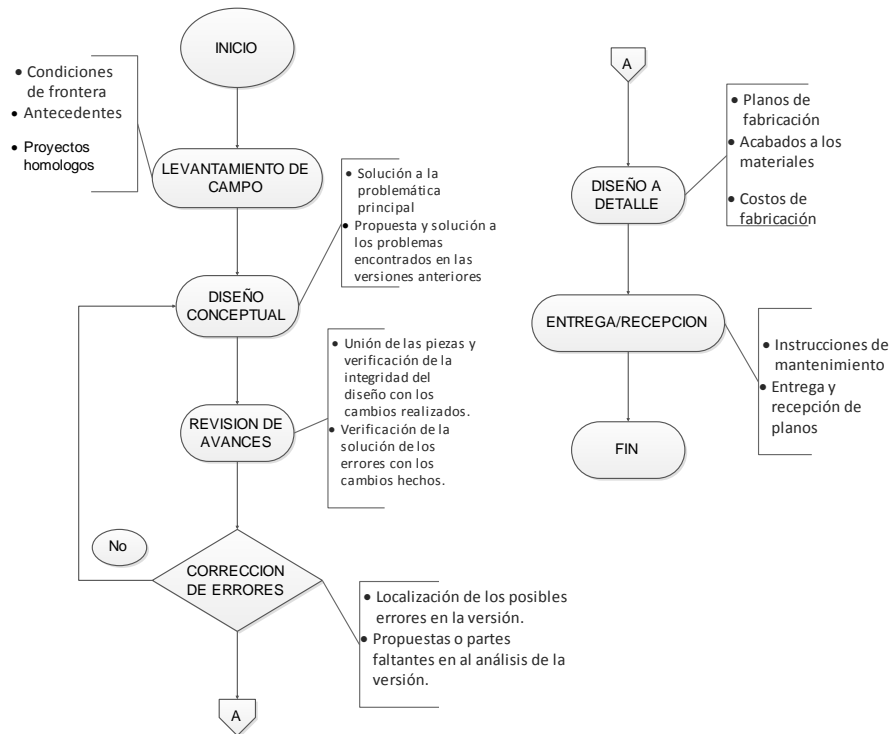 INICIO
• Condiciones
de frontera
• Antecedentes
• Proyectos
homologos
LEVANTAMIENTO DE
CAMPO
• Solución a la
problemática
principal
• Propuesta y solución a
los problemas
encontrados en las
versiones anteriores
DISEÑO
CONCEPTUAL
• Unión de las piezas y
verificación de la
integridad del
diseño con los
cambios realizados.
• Verificación de la
solución de los
errores con los
cambios hechos.
REVISION DE
AVANCES
No
CORRECCION
DE ERRORES
• Localización de los posibles
errores en la versión.
• Propuestas o partes
faltantes en al análisis de la
versión.
A
A
• Planos de
fabricación
• Acabados a los
materiales
• Costos de
fabricación
DISEÑO A
DETALLE
ENTREGA/RECEPCION
• Instrucciones de
mantenimiento
• Entrega y
recepción de
planos
FIN